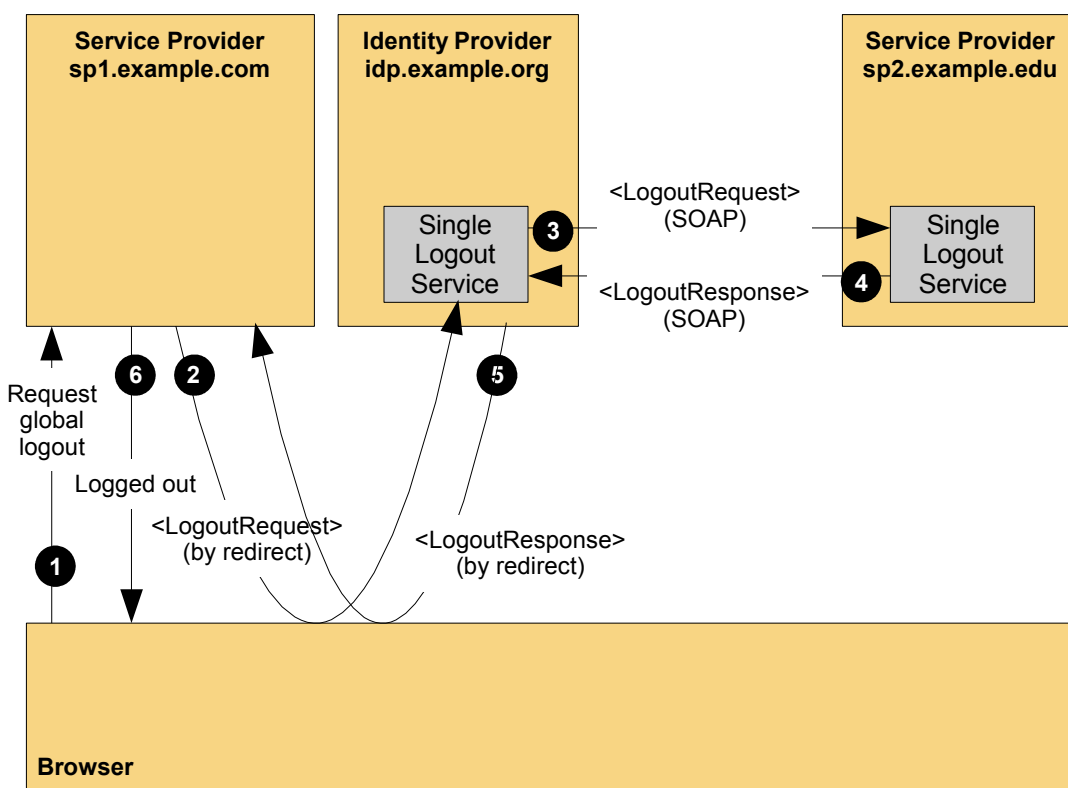 Service Provider
sp1.example.com
Identity Provider
idp.example.org
Service Provider
sp2.example.edu
Single
Logout
Service
3
<LogoutRequest>
(SOAP)
Single
Logout
Service
4
<LogoutResponse>
(SOAP)
6
2
5
Request
global
logout
Logged out
<LogoutRequest>
(by redirect)
<LogoutResponse>
(by redirect)
1
Browser